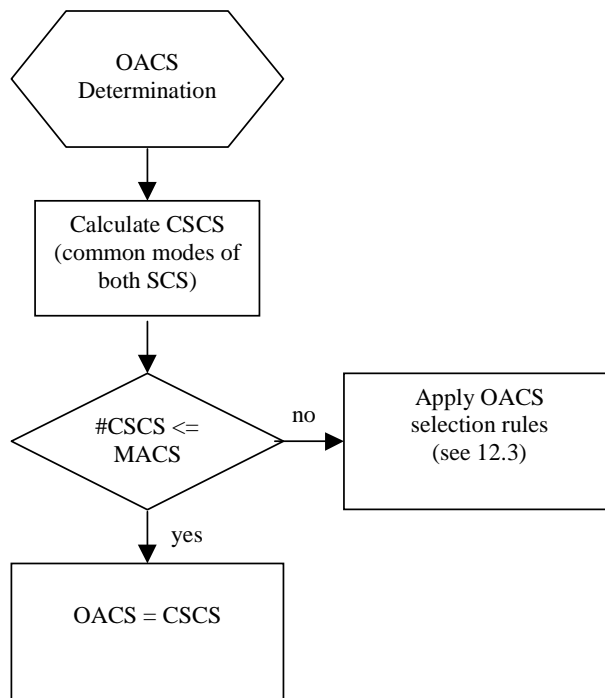 OACS
Determination
Calculate CSCS
(common modes of
both SCS)
#CSCS <=
MACS
no
Apply OACS
selection rules
(see 12.3)
yes
OACS = CSCS